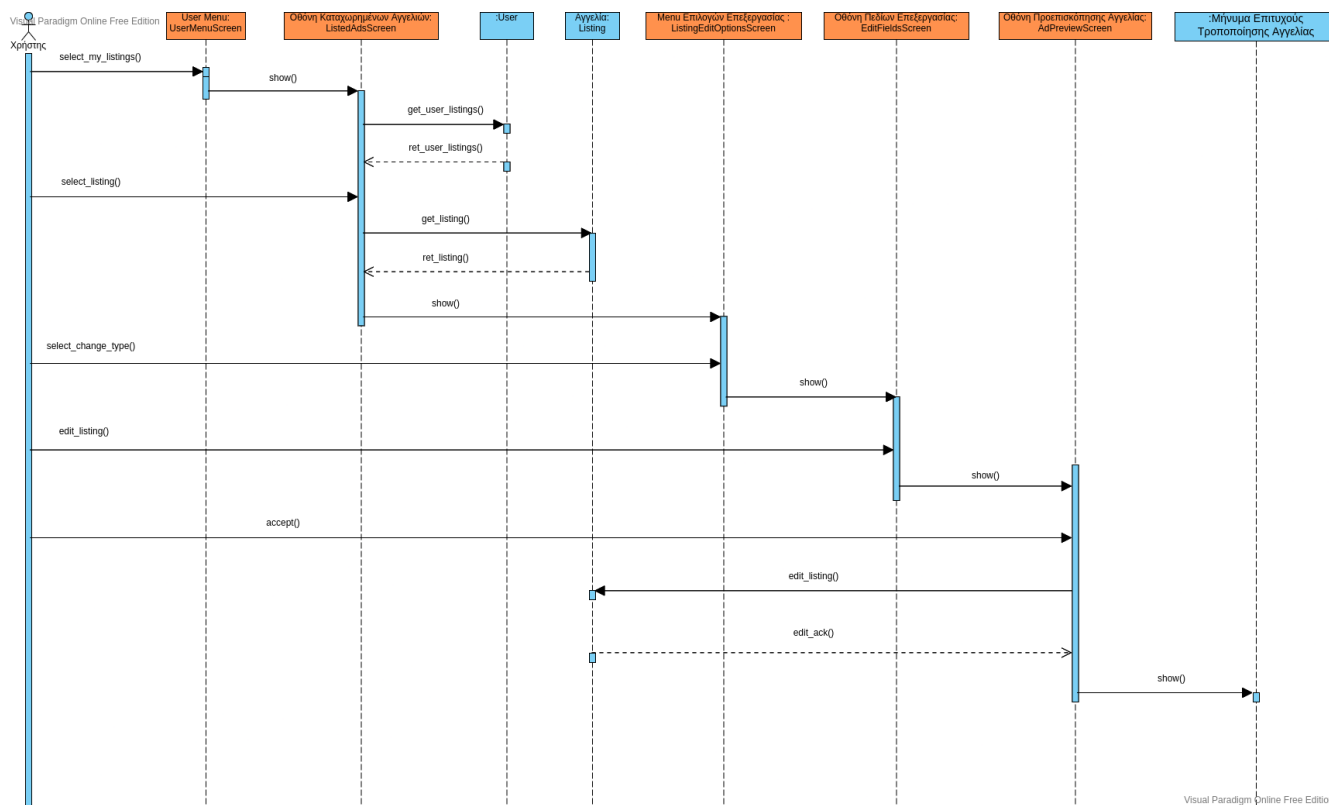 Visual Paradigm Online Free Edition
Χρήστης
User Menu:
UserMenuScreen
Οθόνη Καταχωρημένων Αγγελιών:
ListedAdsScreen
:User
Αγγελία:
Listing
Menu Επιλογών Επεξεργασίας :
ListingEditOptionsScreen
Οθόνη Πεδίων Επεξεργασίας:
EditFieldsScreen
Οθόνη Προεπισκόπησης Αγγελίας:
AdPreviewScreen
:Μήνυμα Επιτυχούς
Τροποποίησης Αγγελίας
select_my_listings()
show()
get_user_listings()
ret_user_listings()
select_listing()
get_listing()
ret_listing()
show()
select_change_type()
show()
edit_listing()
show()
accept()
edit_listing()
edit_ack()
show()
Visual Paradigm Online Free Edition